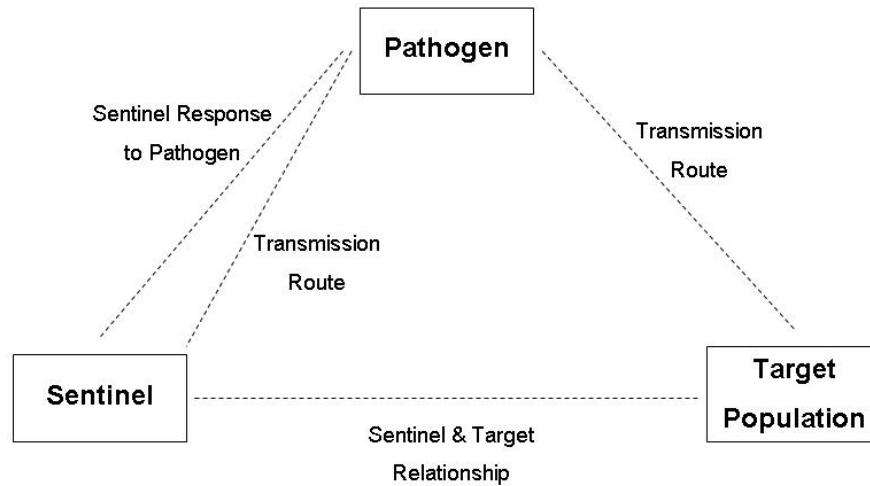 Pathogen
Sentinel Response
to Pathogen
Transmission
Route
Transmission
Route
Sentinel
Target
Population
Sentinel & Target
Relationship